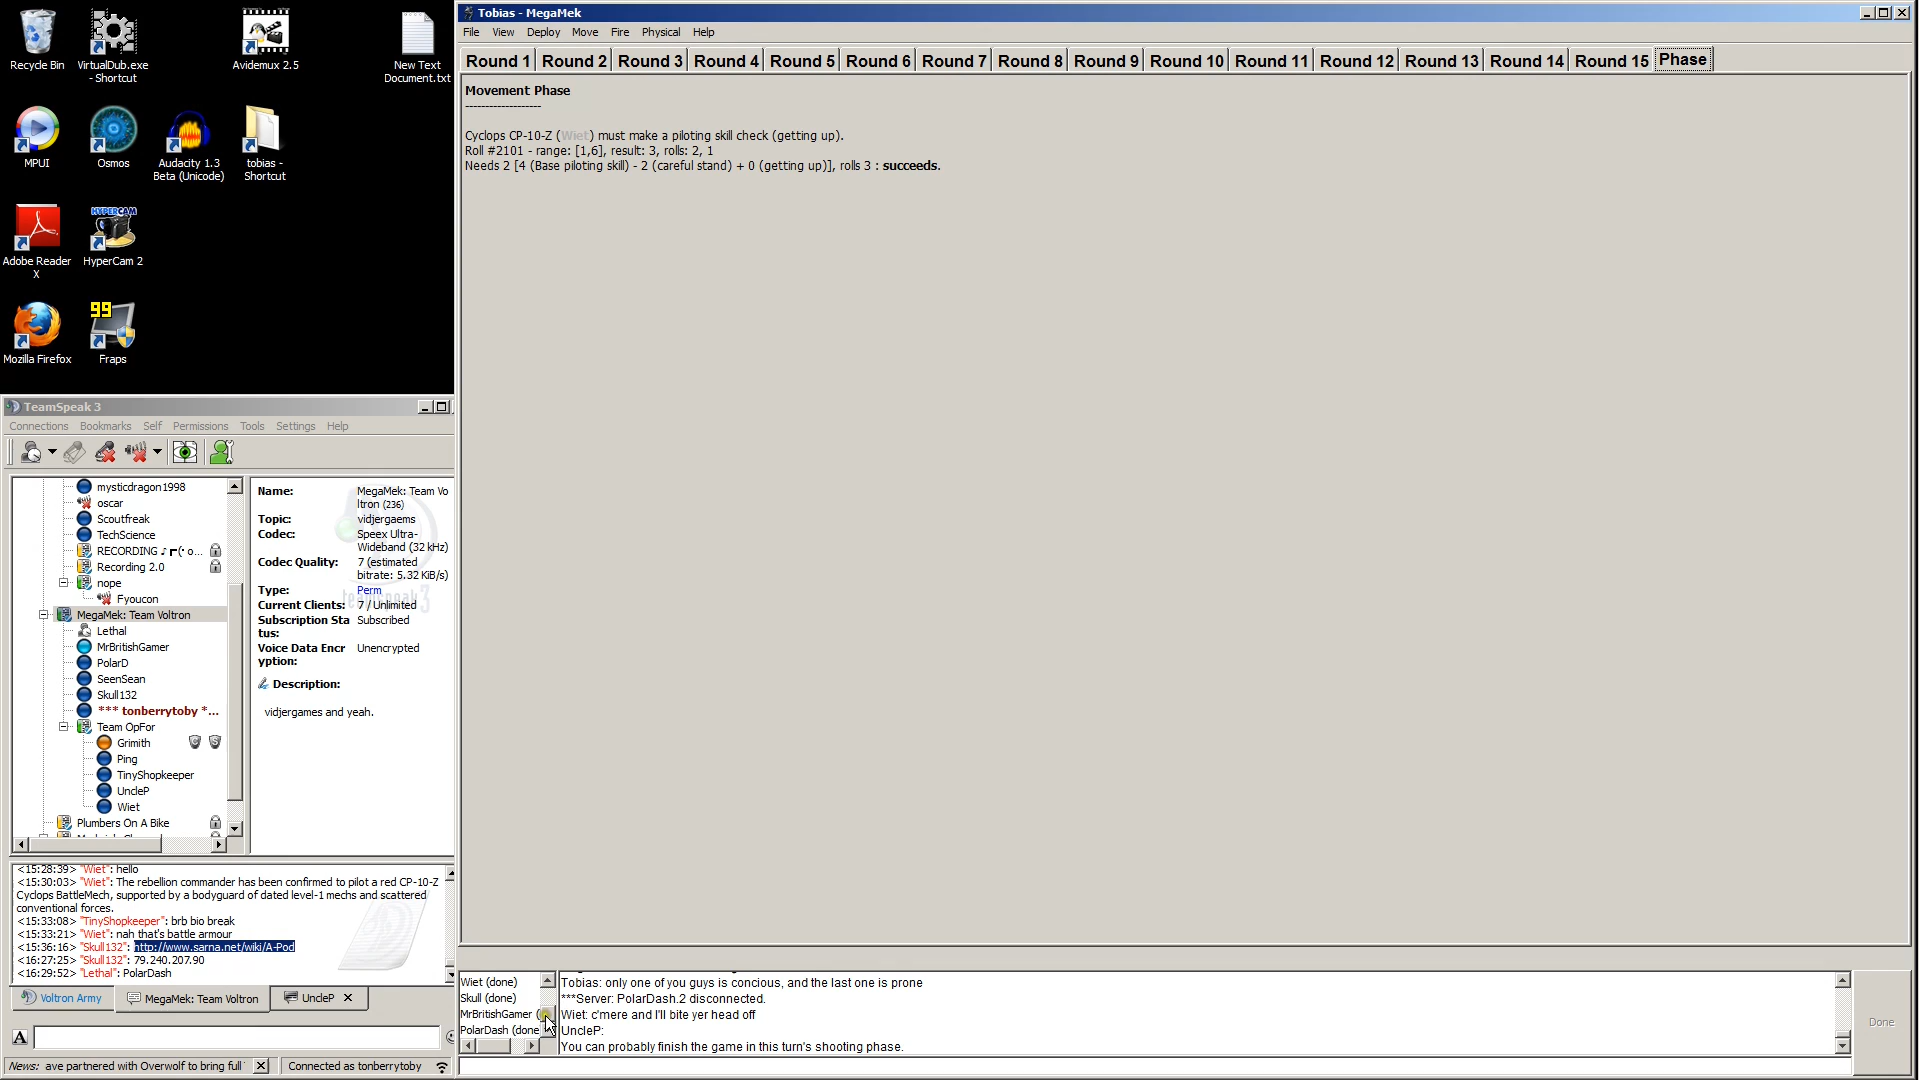 Recycle Bin
VirtualDub.exe
- Shortcut
Avidemux 2.5
New Text
Document.txt
MPUI
Osmos
Audacity 1.3
Beta (Unicode)
tobias -
Shortcut
Adobe Reader
X
HYPERCAM
HyperCam 2
99
Mozilla Firefox
Fraps
TeamSpeak 3
Connections Bookmarks Self Permissions Tools Settings Help
mysticdragon1998
oscar
Scoutfreak
TechScience
Recording 2.0
nope
Fyoucon
MegaMek: Team Voltron
Lethal
MrBritishGamer
PolarD
SeenSean
Skull132
*** tonberrytoby *...
Team OpFor
Grimith
Ping
TinyShopkeeper
UncleP
Wiet
Plumbers On A Bike
Name: MegaMek: Team Vo
ltron (236)
Topic: vidjergaems
Codec: Speex Ultra-
Wideband (32 kHz)
Codec Quality: 7 (estimated
bitrate: 5.32 KiB/s)
Type: Perm
Current Clients: 7 / Unlimited
Subscription Sta Subscribed
tus:
Voice Data Encr Unencrypted
yption:
Description:
vidjergames and yeah.
<15:28:39> "Wiet": hello
<15:30:03> "Wiet": The rebellion commander has been confirmed to pilot a red CP-10-Z
Cyclops BattleMech, supported by a bodyguard of dated level-1 mechs and scattered
conventional forces.
<15:33:08> "TinyShopkeeper": brb bio break
<15:33:21> "Wiet": nah that's battle armour
<15:36:16> "Skull132": http://www.sarna.net/wiki/A-Pod
<16:27:25> "Skull132": 79.240.207.90
<16:29:52> "Lethal": PolarDash
Voltron Army MegaMek: Team Voltron UncleP
A
News: ave partnered with Overwolf to bring full Connected as tonberrytoby
Tobias - MegaMek
File View Deploy Move Fire Physical Help
Round 1 Round 2 Round 3 Round 4 Round 5 Round 6 Round 7 Round 8 Round 9 Round 10 Round 11 Round 12 Round 13 Round 14 Round 15 Phase
Movement Phase
-------------------
Cyclops CP-10-Z (Wiet) must make a piloting skill check (getting up).
Roll #2101 - range: [1,6], result: 3, rolls: 2, 1
Needs 2 [4 (Base piloting skill) - 2 (careful stand) + 0 (getting up)], rolls 3 : succeeds.
Wiet (done)
Skull (done)
MrBritishGamer (
PolarDash (done
Tobias: only one of you guys is concious, and the last one is prone
***Server: PolarDash.2 disconnected.
Wiet: c'mere and I'll bite yer head off
UncleP:
You can probably finish the game in this turn's shooting phase.
Done